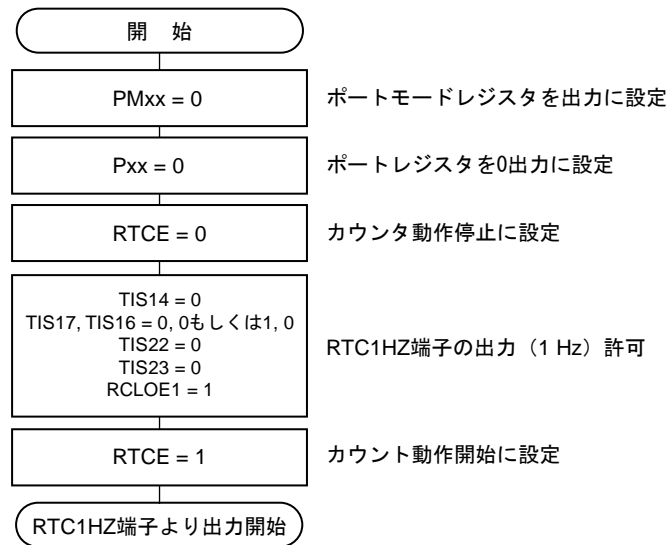 開　始
PMxx = 0
ポートモードレジスタを出力に設定
Pxx = 0
ポートレジスタを0出力に設定
RTCE = 0
カウンタ動作停止に設定
TIS14 = 0
TIS17, TIS16 = 0, 0もしくは1, 0
TIS22 = 0
TIS23 = 0
RCLOE1 = 1
RTC1HZ端子の出力（1 Hz）許可
RTCE = 1
カウント動作開始に設定
RTC1HZ端子より出力開始